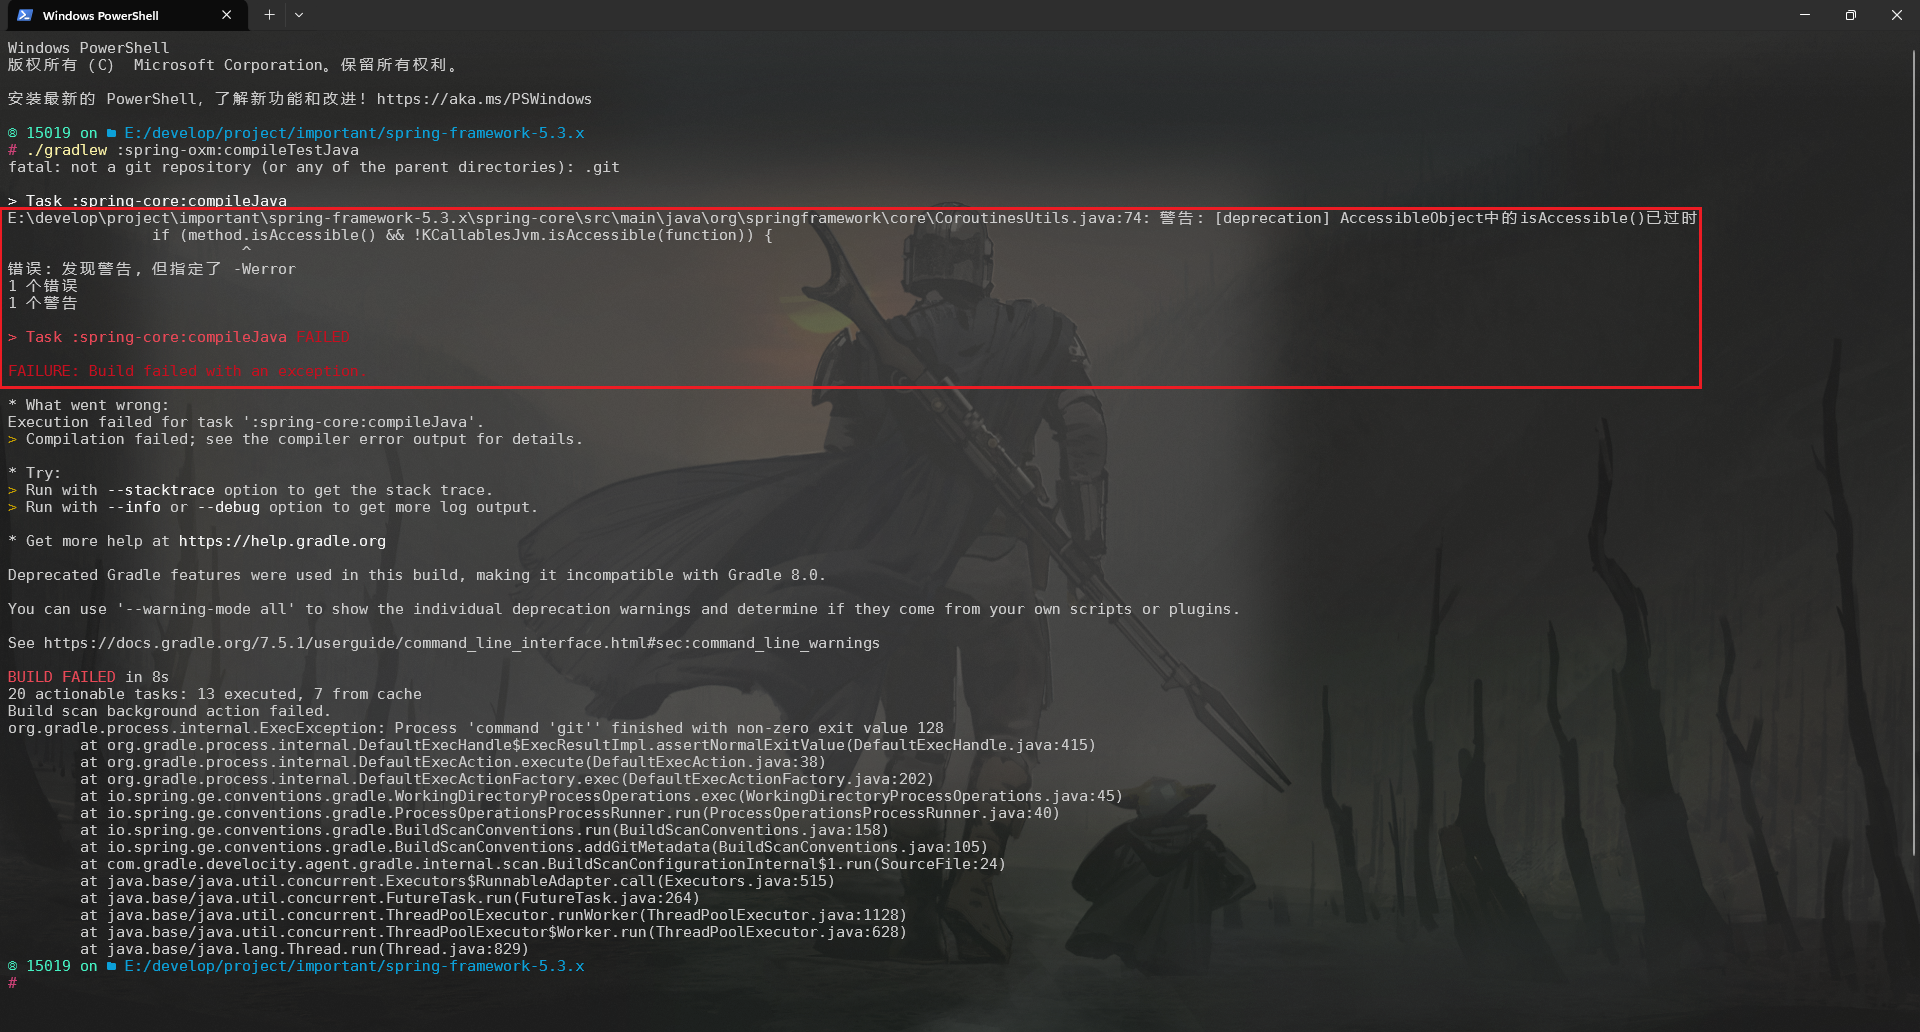 Windows PowerShell
Windows PowerShell
版权所有 (C)  Microsoft Corporation。保留所有权利。
安装最新的 PowerShell，了解新功能和改进！https://aka.ms/PSWindows
15019 on E:/develop/project/important/spring-framework-5.3.x
# ./gradlew :spring-oxm:compileTestJava
fatal: not a git repository (or any of the parent directories): .git
> Task :spring-core:compileJava
E:\develop\project\important\spring-framework-5.3.x\spring-core\src\main\java\org\springframework\core\CoroutinesUtils.java:74: 警告: [deprecation] AccessibleObject中的isAccessible()已过时
if (method.isAccessible() && !KCallablesJvm.isAccessible(function)) {
^
错误: 发现警告, 但指定了 -Werror
1 个错误
1 个警告
> Task :spring-core:compileJava FAILED
FAILURE: Build failed with an exception.
* What went wrong:
Execution failed for task ':spring-core:compileJava'.
> Compilation failed; see the compiler error output for details.
* Try:
> Run with --stacktrace option to get the stack trace.
> Run with --info or --debug option to get more log output.
* Get more help at https://help.gradle.org
Deprecated Gradle features were used in this build, making it incompatible with Gradle 8.0.
You can use '--warning-mode all' to show the individual deprecation warnings and determine if they come from your own scripts or plugins.
See https://docs.gradle.org/7.5.1/userguide/command_line_interface.html#sec:command_line_warnings
BUILD FAILED in 8s
20 actionable tasks: 13 executed, 7 from cache
Build scan background action failed.
org.gradle.process.internal.ExecException: Process 'command 'git'' finished with non-zero exit value 128
at org.gradle.process.internal.DefaultExecHandle$ExecResultImpl.assertNormalExitValue(DefaultExecHandle.java:415)
at org.gradle.process.internal.DefaultExecAction.execute(DefaultExecAction.java:38)
at org.gradle.process.internal.DefaultExecActionFactory.exec(DefaultExecActionFactory.java:202)
at io.spring.ge.conventions.gradle.WorkingDirectoryProcessOperations.exec(WorkingDirectoryProcessOperations.java:45)
at io.spring.ge.conventions.gradle.ProcessOperationsProcessRunner.run(ProcessOperationsProcessRunner.java:40)
at io.spring.ge.conventions.gradle.BuildScanConventions.run(BuildScanConventions.java:158)
at io.spring.ge.conventions.gradle.BuildScanConventions.addGitMetadata(BuildScanConventions.java:105)
at com.gradle.develocity.agent.gradle.internal.scan.BuildScanConfigurationInternal$1.run(SourceFile:24)
at java.base/java.util.concurrent.Executors$RunnableAdapter.call(Executors.java:515)
at java.base/java.util.concurrent.FutureTask.run(FutureTask.java:264)
at java.base/java.util.concurrent.ThreadPoolExecutor.runWorker(ThreadPoolExecutor.java:1128)
at java.base/java.util.concurrent.ThreadPoolExecutor$Worker.run(ThreadPoolExecutor.java:628)
at java.base/java.lang.Thread.run(Thread.java:829)
15019 on E:/develop/project/important/spring-framework-5.3.x
#